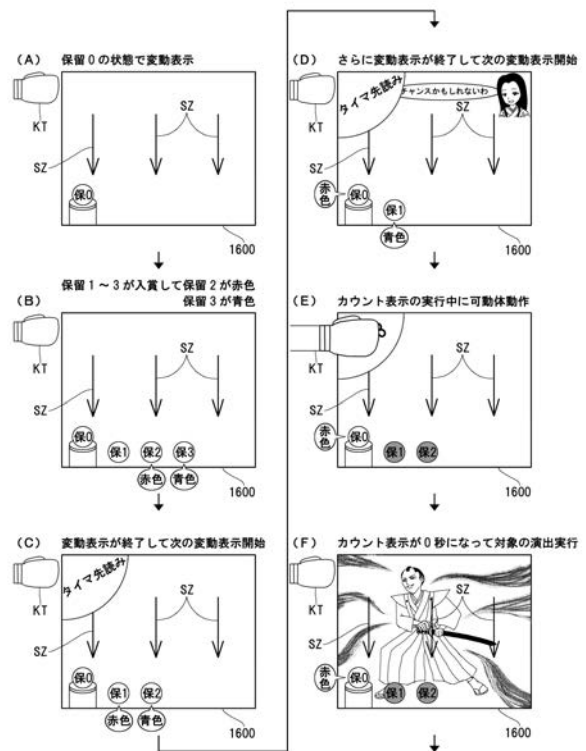 (A) 保留０の状態で変動表示
KT
SZ
SZ
保0
1600
(B) 保留１～３が入賞して保留２が赤色
保留３が青色
KT
SZ
SZ
保0
保1
保2
保3
赤色
青色
1600
(C) 変動表示が終了して次の変動表示開始
タイマ先読み
KT
SZ
SZ
保0
保1
保2
赤色
青色
1600
(D) さらに変動表示が終了して次の変動表示開始
タイマ先読み
チャンスかもしれないわ
KT
SZ
SZ
赤色
保0
保1
青色
1600
(E) カウント表示の実行中に可動体動作
KT
SZ
SZ
赤色
保0
保1
保2
1600
(F) カウント表示が０秒になって対象の演出実行
KT
SZ
SZ
赤色
保0
保1
保2
1600